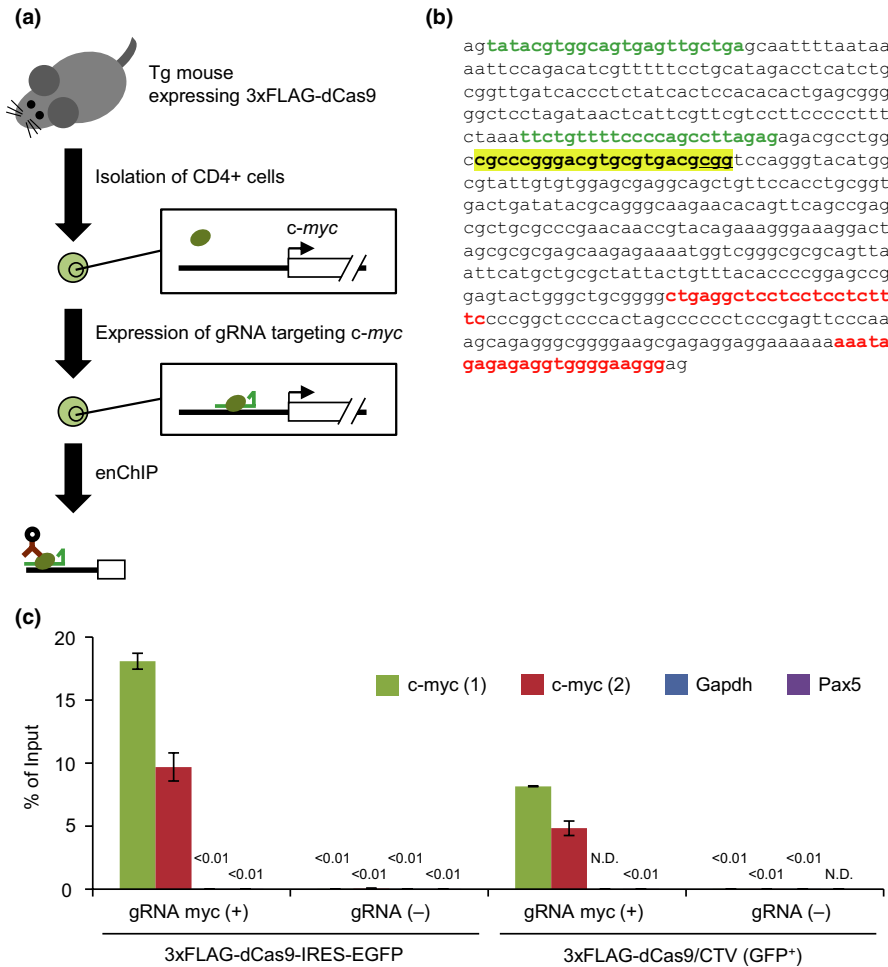 (a)
Tg mouse
expressing 3xFLAG-dCas9
Isolation of CD4+ cells
c-myc
Expression of gRNA targeting c-myc
enChIP
(b)
agtatacgtggcagtgagttgctgagcaattttaataa
aattccagacatcgtttttcctgcatagacctcatctg
cggttgatcaccctctatcactccacacactgagcggg
ggctcctagataactcattcgttcgtccttcccccttt
ctaaattctgttttccccagccttagagagacgcctgg
ccgcccgggacgtgcgtgacgcggtccagggtacatgg
cgtattgtgtggagcgaggcagctgttccacctgcggt
gactgatatacgcagggcaagaacacagttcagccgag
cgctgcgcccgaacaaccgtacagaaagggaaaggact
agcgcgcgagcaagagaaaatggtcgggcgcgcagtta
attcatgctgcgctattactgtttacaccccggagccg
gagtactgggctgcggggctgaggctcctcctcctcttt
tccccggctccccactagcccccctcccgagttcccaa
agcagagggcggggaagcgagaggaggaaaaaaaaata
gagagaggtggggaagggag
(c)
% of Input
20
15
10
5
0
c-myc (1)
c-myc (2)
Gapdh
Pax5
<0.01
<0.01
<0.01
<0.01
<0.01
<0.01
N.D.
<0.01
<0.01
<0.01
<0.01
N.D.
gRNA myc (+)
gRNA (–)
gRNA myc (+)
gRNA (–)
3xFLAG-dCas9-IRES-EGFP
3xFLAG-dCas9/CTV (GFP⁺)